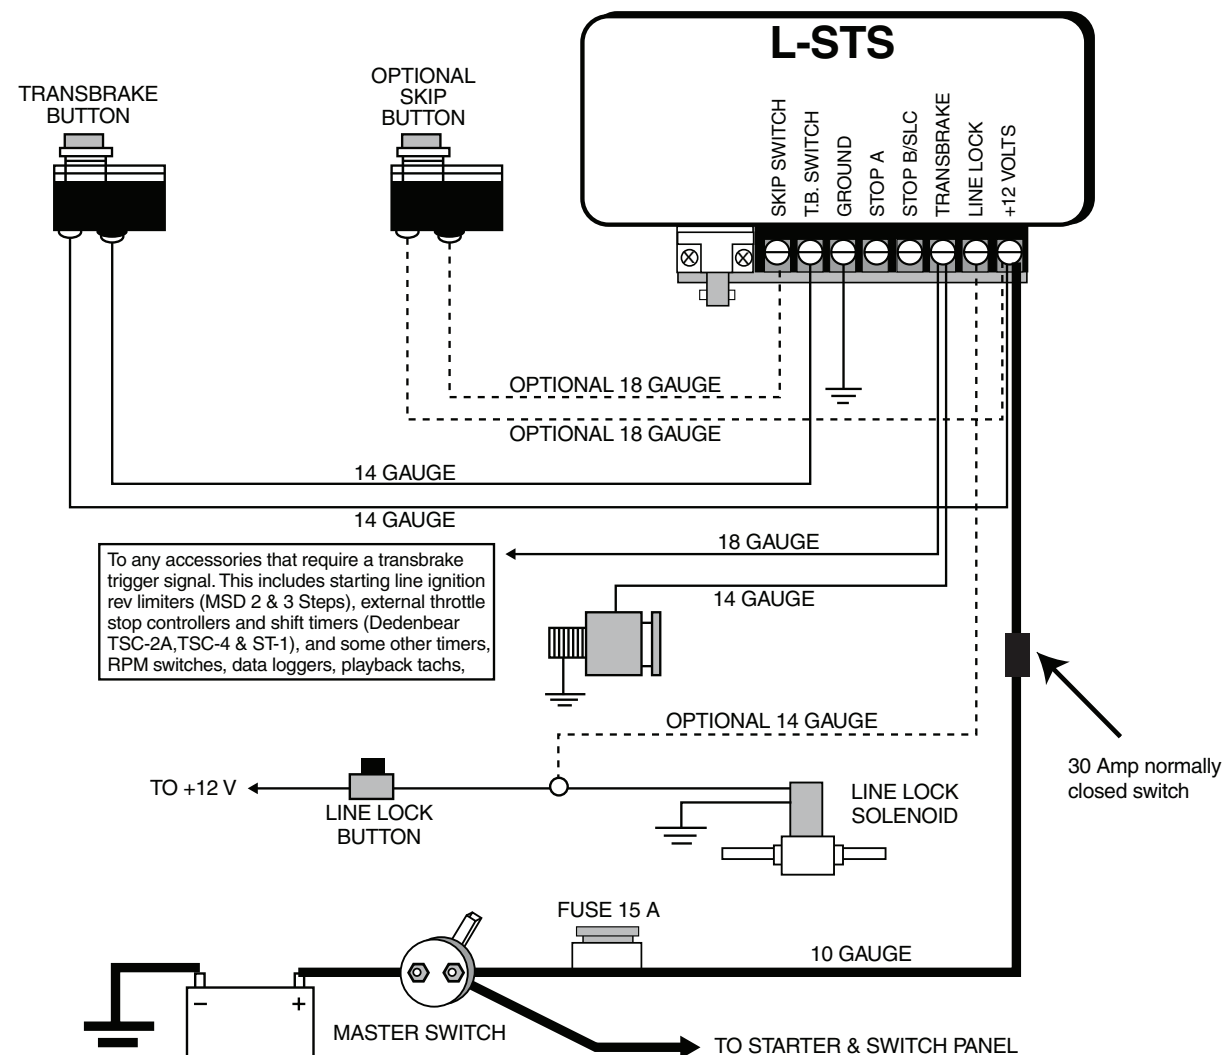 L-STS
SKIP SWITCH
T.B. SWITCH
GROUND
STOP A
STOP B/SLC
TRANSBRAKE
LINE LOCK
+12 VOLTS
TRANSBRAKE
BUTTON
OPTIONAL
SKIP
BUTTON
OPTIONAL 18 GAUGE
OPTIONAL 18 GAUGE
14 GAUGE
14 GAUGE
18 GAUGE
To any accessories that require a transbrake
trigger signal. This includes starting line ignition
rev limiters (MSD 2 & 3 Steps), external throttle
stop controllers and shift timers (Dedenbear
TSC-2A,TSC-4 & ST-1), and some other timers,
RPM switches, data loggers, playback tachs,
14 GAUGE
OPTIONAL 14 GAUGE
30 Amp normally
closed switch
TO +12 V
LINE LOCK
BUTTON
LINE LOCK
SOLENOID
FUSE 15 A
10 GAUGE
– +
MASTER SWITCH
TO STARTER & SWITCH PANEL